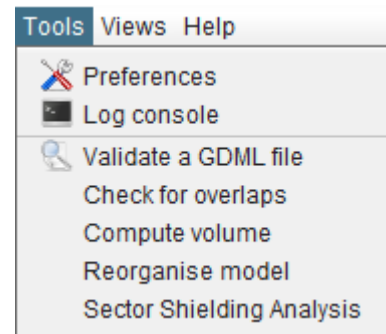 Tools Views Help
Preferences
Log console
Validate a GDML file
Check for overlaps
Compute volume
Reorganise model
Sector Shielding Analysis